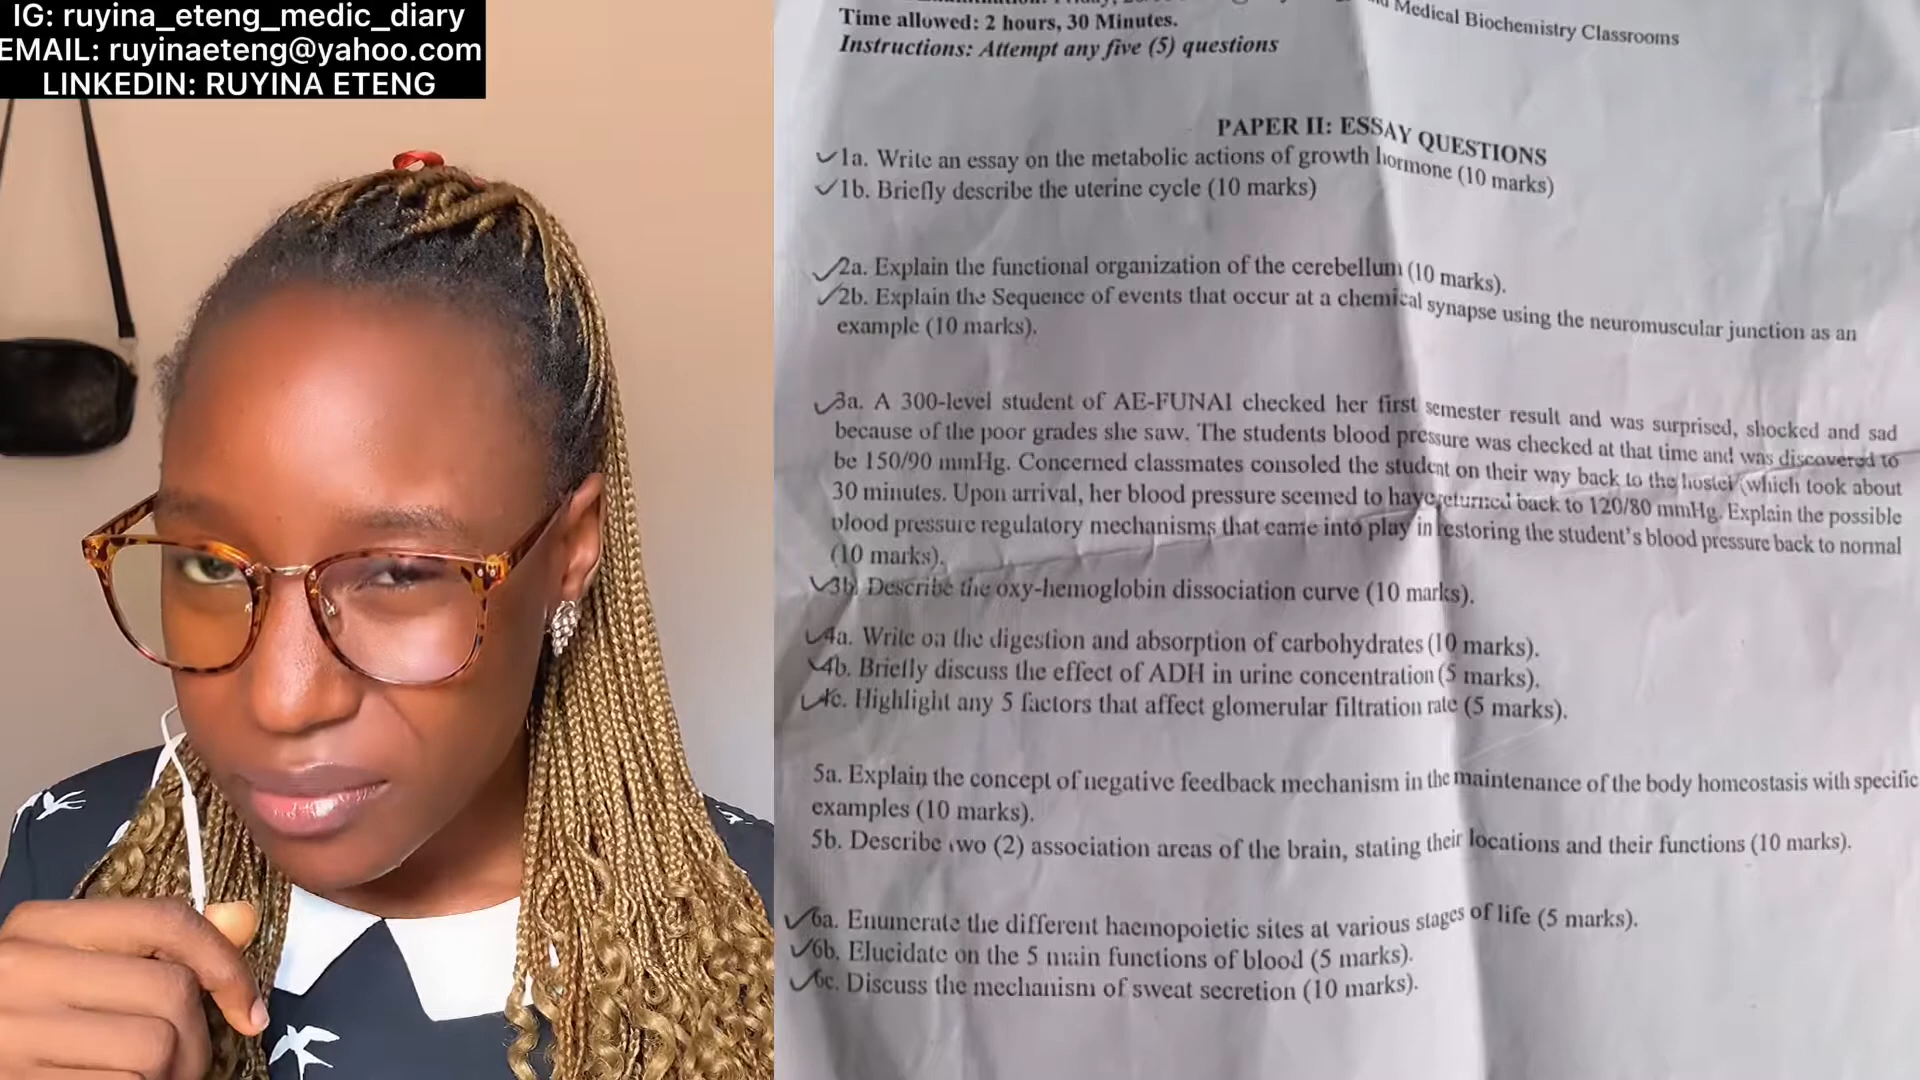 IG: ruyina_eteng_medic_diary
EMAIL: ruyinaeteng@yahoo.com
LINKEDIN: RUYINA ETENG
Medical Biochemistry Classrooms
Time allowed: 2 hours, 30 Minutes.
Instructions: Attempt any five (5) questions
PAPER II: ESSAY QUESTIONS
1a. Write an essay on the metabolic actions of growth hormone (10 marks)
1b. Briefly describe the uterine cycle (10 marks)
2a. Explain the functional organization of the cerebellum (10 marks).
2b. Explain the Sequence of events that occur at a chemical synapse using the neuromuscular junction as an
example (10 marks).
3a. A 300-level student of AE-FUNAI checked her first semester result and was surprised, shocked and sad
because of the poor grades she saw. The students blood pressure was checked at that time and was discovered to
be 150/90 mmHg. Concerned classmates consoled the student on their way back to the hostel (which took about
30 minutes. Upon arrival, her blood pressure seemed to have returned back to 120/80 mmHg. Explain the possible
blood pressure regulatory mechanisms that came into play in restoring the student's blood pressure back to normal
(10 marks).
3b. Describe the oxy-hemoglobin dissociation curve (10 marks).
4a. Write on the digestion and absorption of carbohydrates (10 marks).
4b. Briefly discuss the effect of ADH in urine concentration (5 marks).
4c. Highlight any 5 factors that affect glomerular filtration rate (5 marks).
5a. Explain the concept of negative feedback mechanism in the maintenance of the body homeostasis with specific
examples (10 marks).
5b. Describe two (2) association areas of the brain, stating their locations and their functions (10 marks).
6a. Enumerate the different haemopoietic sites at various stages of life (5 marks).
6b. Elucidate on the 5 main functions of blood (5 marks).
6c. Discuss the mechanism of sweat secretion (10 marks).